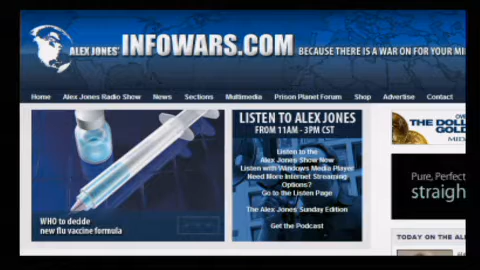 ALEX JONES' INFOWARS.COM BECAUSE THERE IS A WAR ON FOR YOUR MI
Home Alex Jones Radio Show News Sections Multimedia Prison Planet Forum Shop Advertise Contact
WHO to decide
new flu vaccine formula
LISTEN TO ALEX JONES
FROM 11AM - 3PM CST
Listen to the
Alex Jones Show Now
Listen with Windows Media Player
Need More Internet Streaming
Options?
Go to the Listen Page
The Alex Jones Sunday Edition
Get the Podcast
THE DOLL
GOL
MID
Pure, Perfec
straigh
TODAY ON THE AL